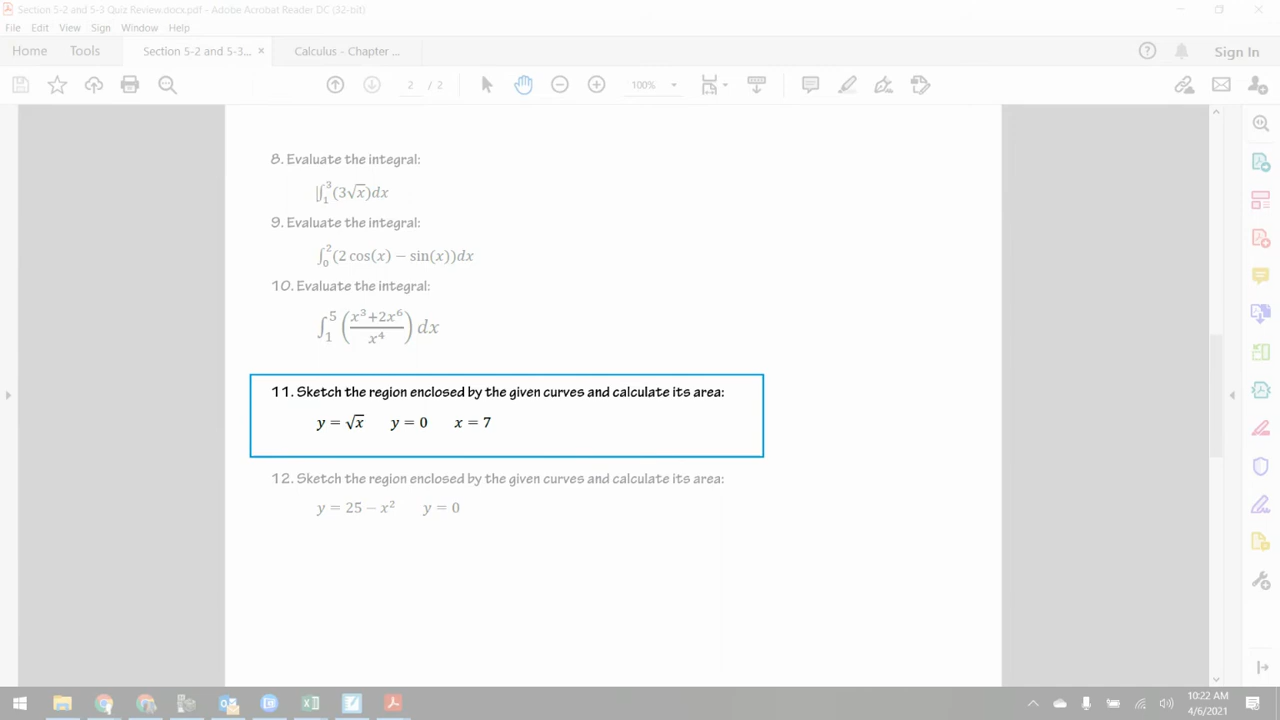 Section 5-2 and 5-3 Quiz Review.docx.pdf - Adobe Acrobat Reader DC (32-bit)
File Edit View Sign Window Help
Home Tools Section 5-2 and 5-3... × Calculus - Chapter ... Sign In
2 / 2 100%
8. Evaluate the integral:
∫₁³(3√x)dx
9. Evaluate the integral:
∫₀²(2 cos(x) − sin(x))dx
10. Evaluate the integral:
∫₁⁵ ((x³+2x⁶)/x⁴) dx
11. Sketch the region enclosed by the given curves and calculate its area:
y = √x y = 0 x = 7
12. Sketch the region enclosed by the given curves and calculate its area:
y = 25 − x² y = 0
10:22 AM
4/6/2021